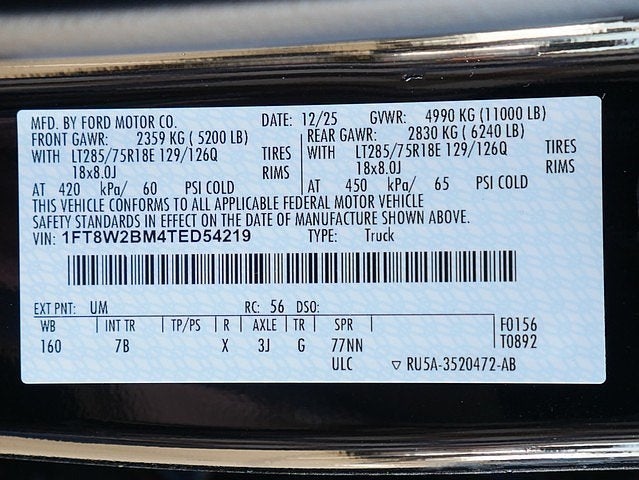 MFD. BY FORD MOTOR CO. DATE: 12/25 GVWR: 4990 KG (11000 LB)
FRONT GAWR: 2359 KG ( 5200 LB) REAR GAWR: 2830 KG ( 6240 LB)
WITH LT285/75R18E 129/126Q TIRES WITH LT285/75R18E 129/126Q TIRES
18x8.0J RIMS 18x8.0J RIMS
AT 420 kPa/ 60 PSI COLD AT 450 kPa/ 65 PSI COLD
THIS VEHICLE CONFORMS TO ALL APPLICABLE FEDERAL MOTOR VEHICLE
SAFETY STANDARDS IN EFFECT ON THE DATE OF MANUFACTURE SHOWN ABOVE.
VIN: 1FT8W2BM4TED54219 TYPE: Truck
EXT PNT: UM RC: 56 DSO:
WB | INT TR | TP/PS | R | AXLE | TR | SPR | F0156
160 7B X 3J G 77NN T0892
ULC ▽ RU5A-3520472-AB